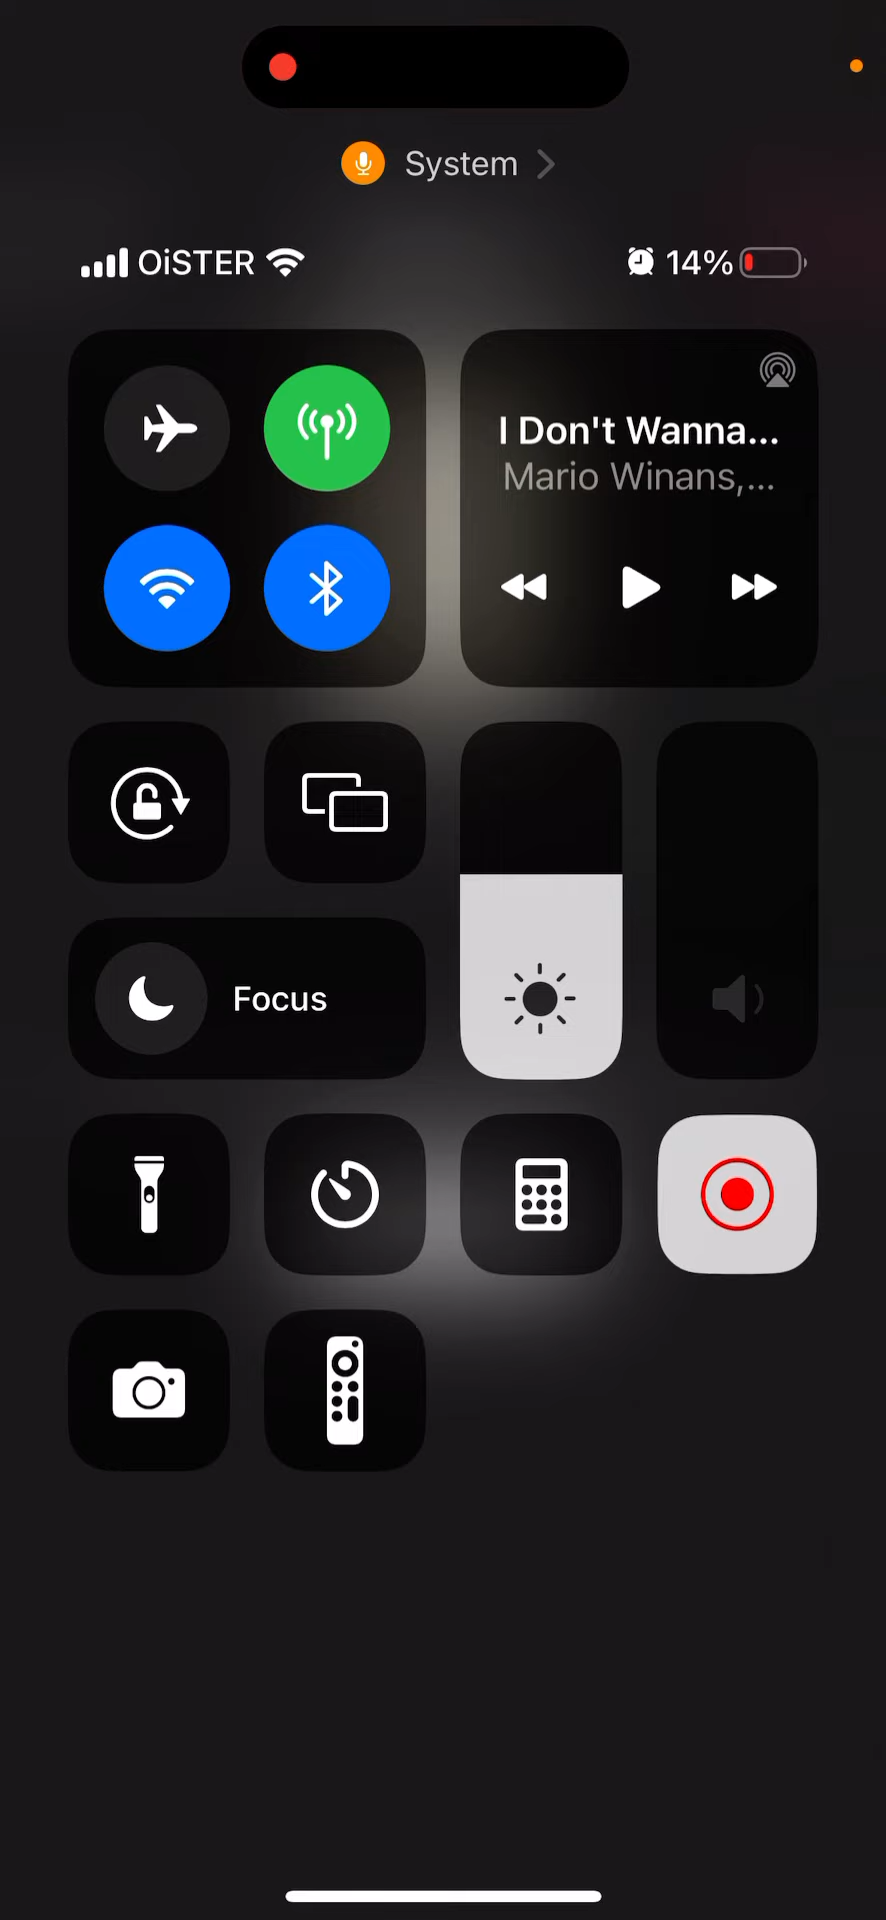 System
OiSTER 14%
I Don't Wanna...
Mario Winans,...
Focus